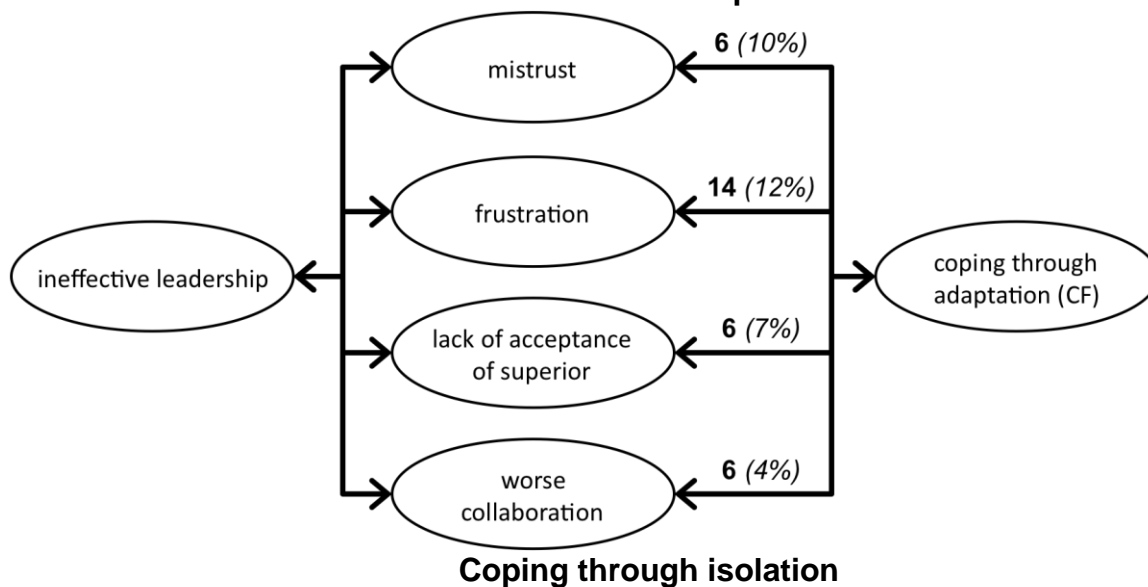 6 (10%)
mistrust
14 (12%)
frustration
ineffective leadership
coping through
adaptation (CF)
6 (7%)
lack of acceptance
of superior
6 (4%)
worse
collaboration
Coping through isolation